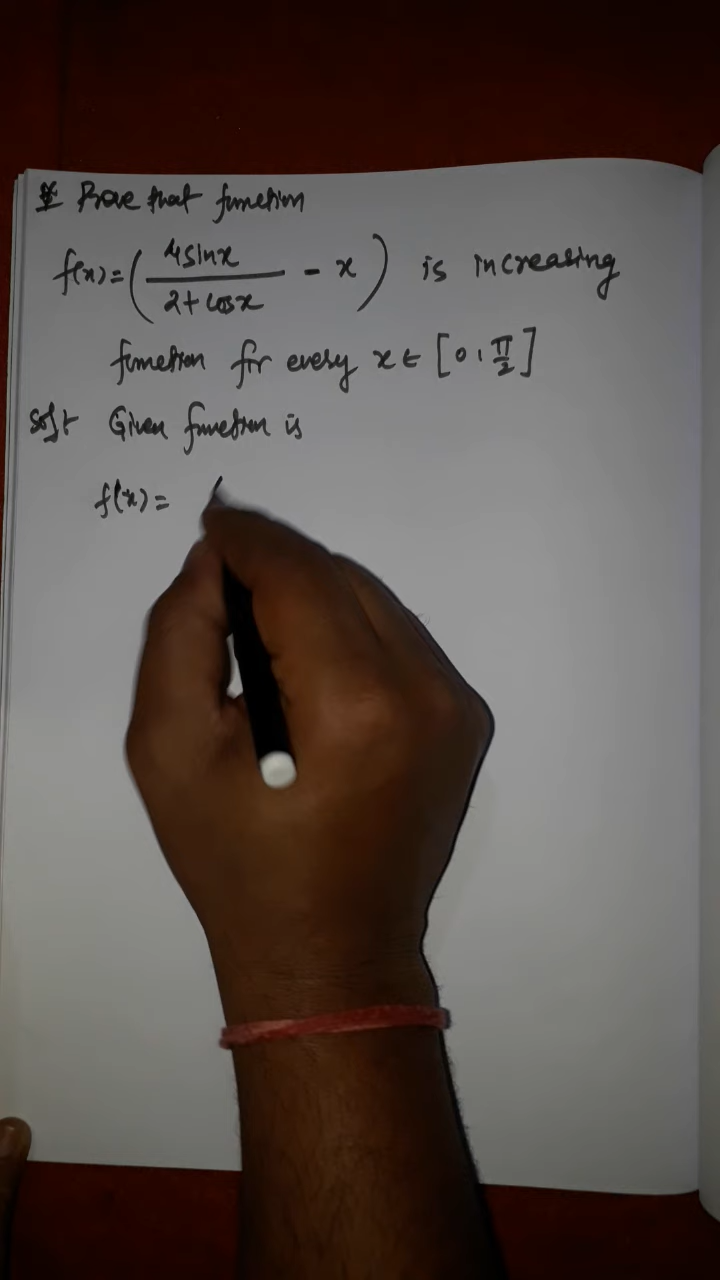 * Prove that function
f(x) = ( 4sinx / 2+cosx - x ) is increasing
function for every x ∈ [0, π/2]
Sol:- Given function is
f(x) = (